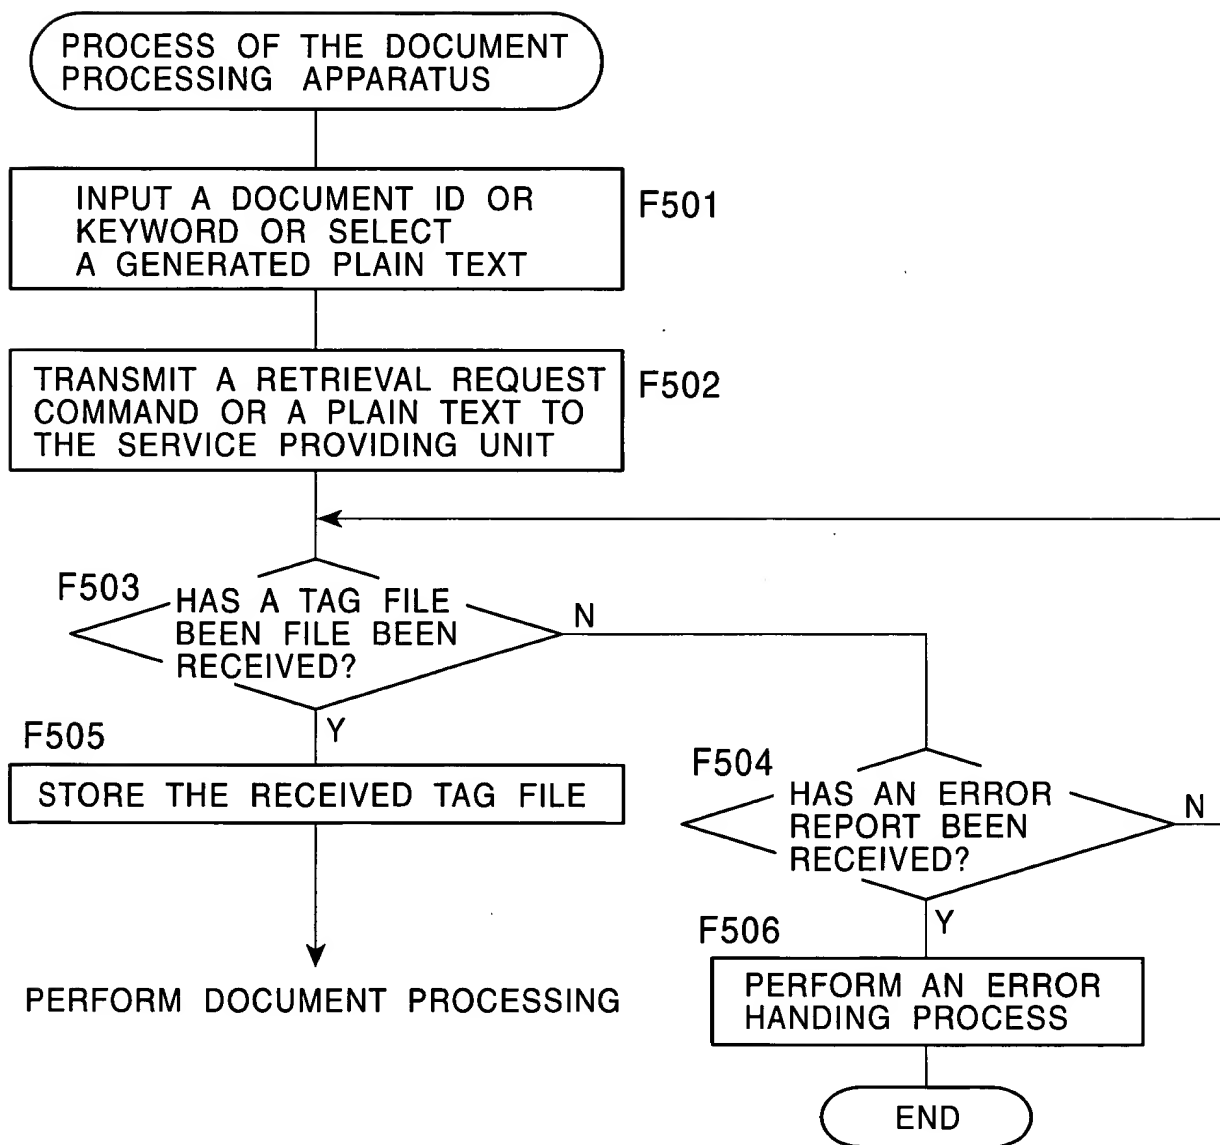 PROCESS OF THE DOCUMENT
PROCESSING APPARATUS
INPUT A DOCUMENT ID OR
KEYWORD OR SELECT
A GENERATED PLAIN TEXT
F501
TRANSMIT A RETRIEVAL REQUEST
COMMAND OR A PLAIN TEXT TO
THE SERVICE PROVIDING UNIT
F502
F503
HAS A TAG FILE
BEEN FILE BEEN
RECEIVED?
N
Y
F505
STORE THE RECEIVED TAG FILE
PERFORM DOCUMENT PROCESSING
F504
HAS AN ERROR
REPORT BEEN
RECEIVED?
N
Y
F506
PERFORM AN ERROR
HANDING PROCESS
END